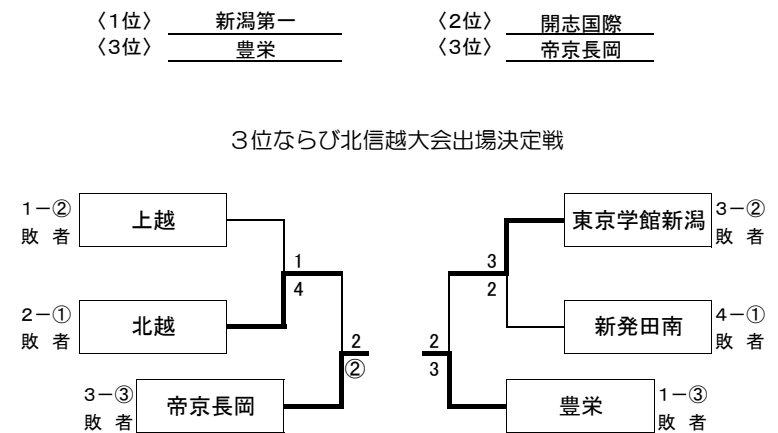 〈1位〉 新潟第一 〈2位〉 開志国際
〈3位〉 豊栄 〈3位〉 帝京長岡
3位ならび北信越大会出場決定戦
1－② 上越 東京学館新潟 3－②
敗 者 敗 者
1 3
4 2
2－① 北越 新発田南 4－①
敗 者 敗 者
2 2
② 3
3－③ 帝京長岡 豊栄 1－③
敗 者 敗 者